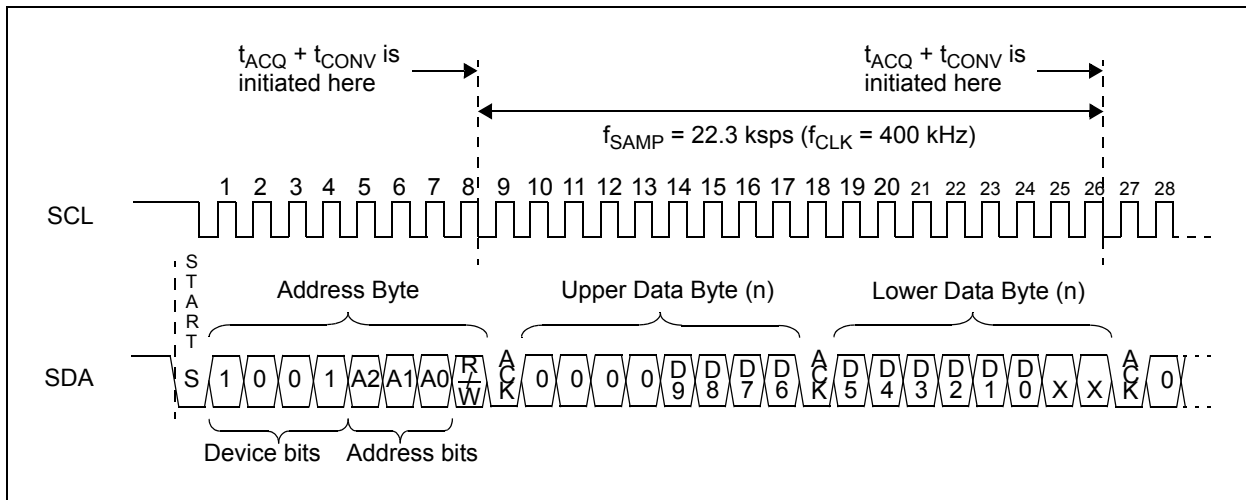 tACQ + tCONV is
initiated here
tACQ + tCONV is
initiated here
fSAMP = 22.3 ksps (fCLK = 400 kHz)
1 2 3 4 5 6 7 8 9 10 11 12 13 14 15 16 17 18 19 20 21 22 23 24 25 26 27 28
SCL
START
Address Byte
Upper Data Byte (n)
Lower Data Byte (n)
SDA
S 1 0 0 1 A2 A1 A0 R/W ACK 0 0 0 0 D9 D8 D7 D6 ACK D5 D4 D3 D2 D1 D0 X X ACK 0
Device bits
Address bits